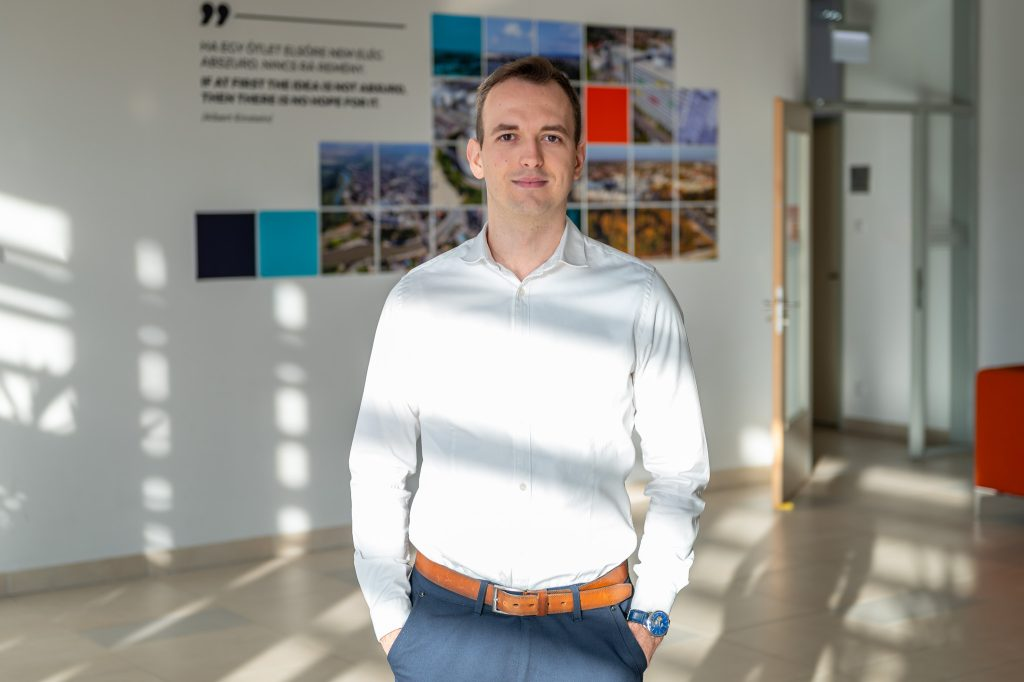 HA EGY ÖTLET ELSŐRE NEM ELÉG
ABSZURD, NINCS RÁ REMÉNY.
IF AT FIRST THE IDEA IS NOT ABSURD,
THEN THERE IS NO HOPE FOR IT.
Albert Einstein